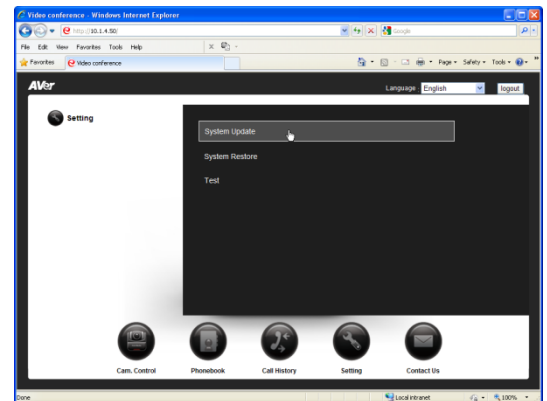 Video conference - Windows Internet Explorer
http://10.1.4.50/
Google
File Edit View Favorites Tools Help
Favorites Video conference
Page Safety Tools
AVer
Language : English logout
Setting
System Update
System Restore
Test
Cam. Control Phonebook Call History Setting Contact Us
Done Local intranet 100%